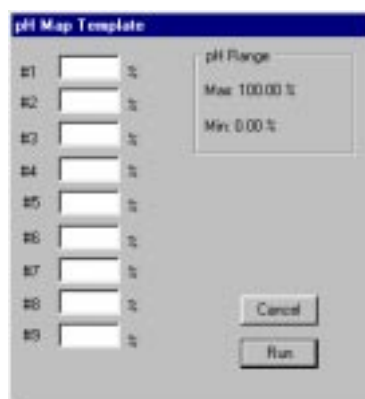 pH Map Template
#1 %
#2 %
#3 %
#4 %
#5 %
#6 %
#7 %
#8 %
#9 %
pH Range
Max: 100.00 %
Min: 0.00 %
Cancel
Run